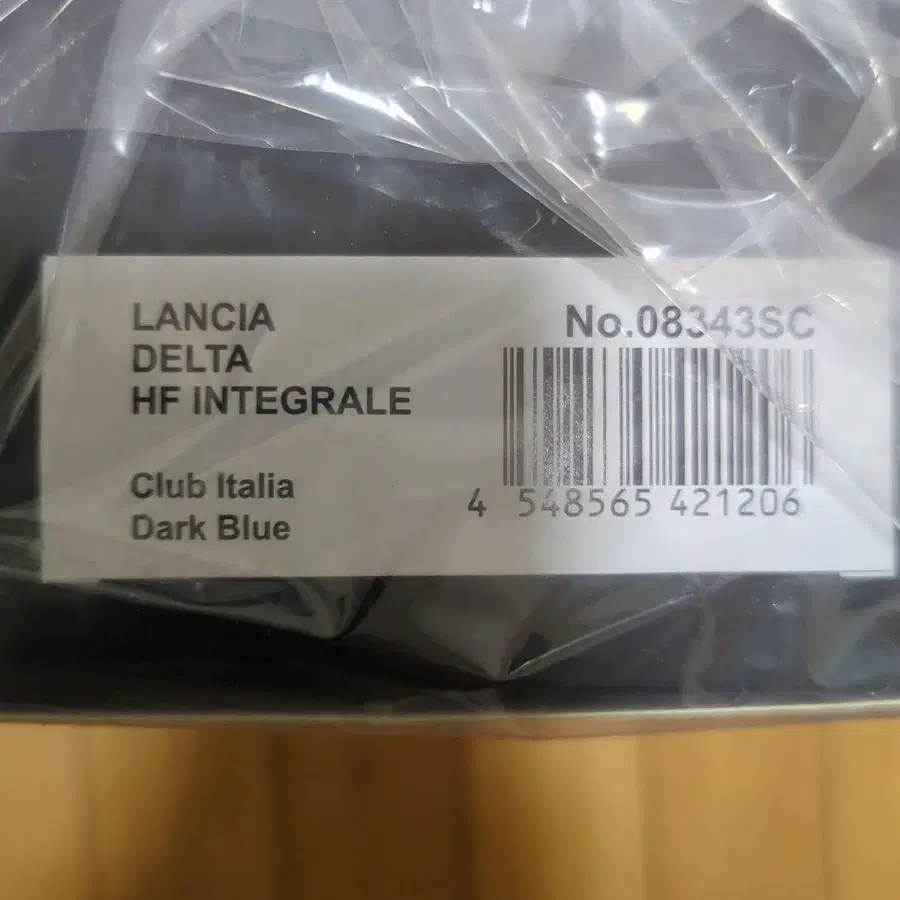 LANCIA
DELTA
HF INTEGRALE
Club Italia
Dark Blue
No.08343SC
4 548565 421206